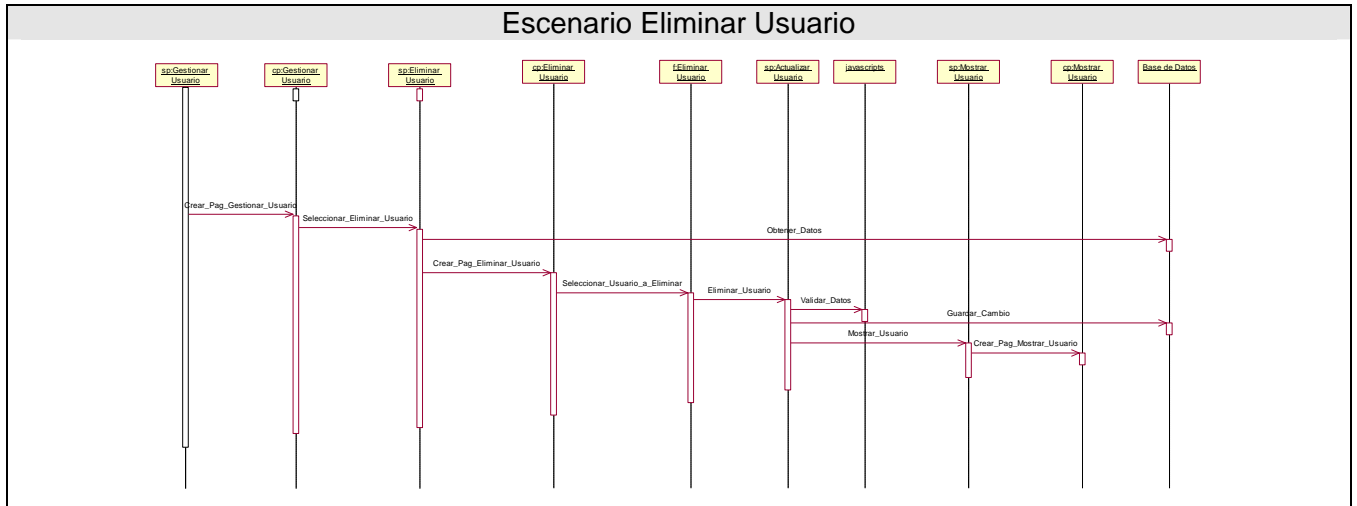 Escenario Eliminar Usuario
sp:Gestionar
Usuario
cp:Gestionar
Usuario
sp:Eliminar
Usuario
cp:Eliminar
Usuario
f:Eliminar
Usuario
sp:Actualizar
Usuario
javascripts
sp:Mostrar
Usuario
cp:Mostrar
Usuario
Base de Datos
Crear_Pag_Gestionar_Usuario
Seleccionar_Eliminar_Usuario
Obtener_Datos
Crear_Pag_Eliminar_Usuario
Seleccionar_Usuario_a_Eliminar
Eliminar_Usuario
Validar_Datos
Guardar_Cambio
Mostrar_Usuario
Crear_Pag_Mostrar_Usuario